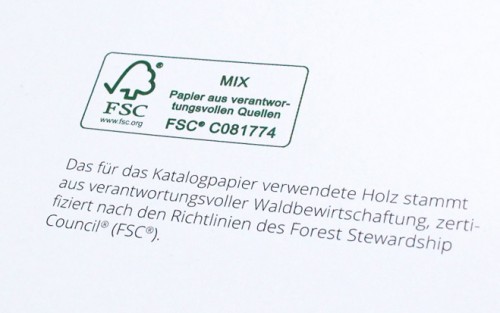 MIX
Papier aus verantwor-
tungsvollen Quellen
FSC® C081774
FSC
www.fsc.org
Das für das Katalogpapier verwendete Holz stammt
aus verantwortungsvoller Waldbewirtschaftung, zerti-
fiziert nach den Richtlinien des Forest Stewardship
Council® (FSC®).